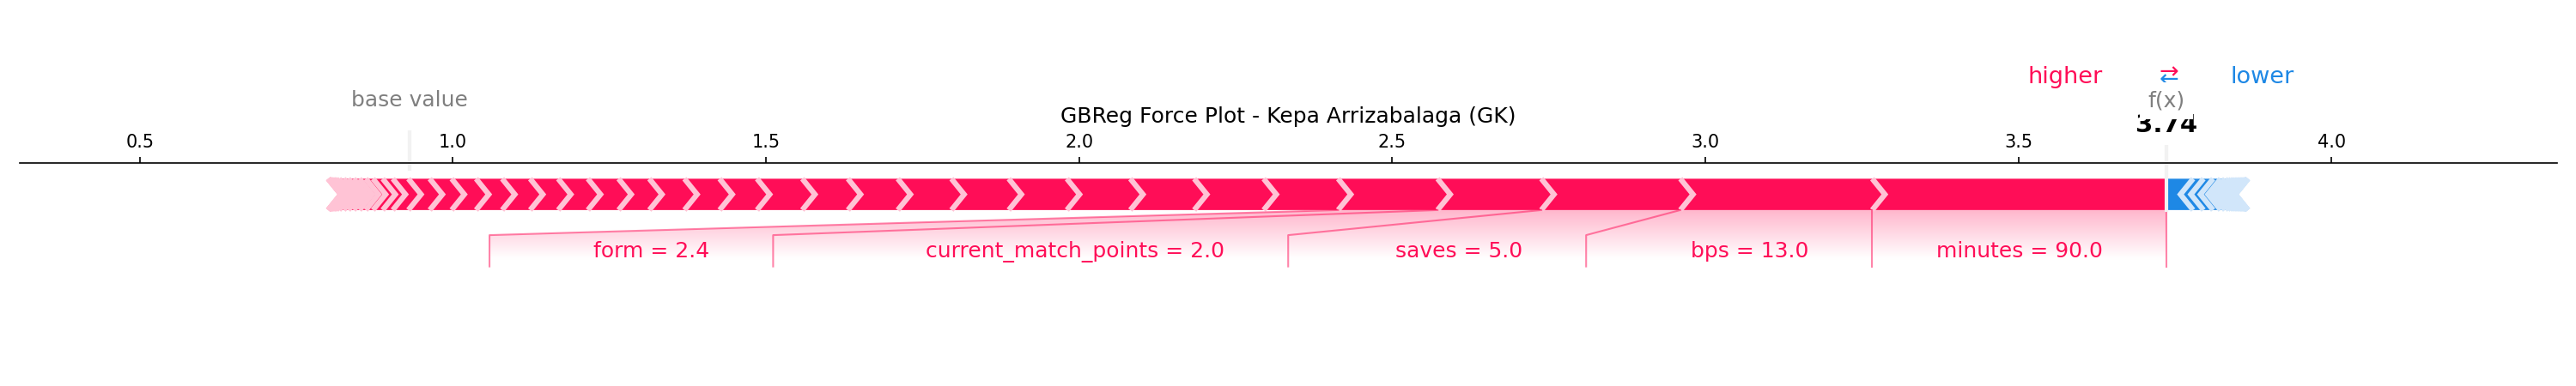 higher ⇄ lower
base value
f(x)
GBReg Force Plot - Kepa Arrizabalaga (GK)
3.74
0.5 1.0 1.5 2.0 2.5 3.0 3.5 4.0
form = 2.4 current_match_points = 2.0 saves = 5.0 bps = 13.0 minutes = 90.0